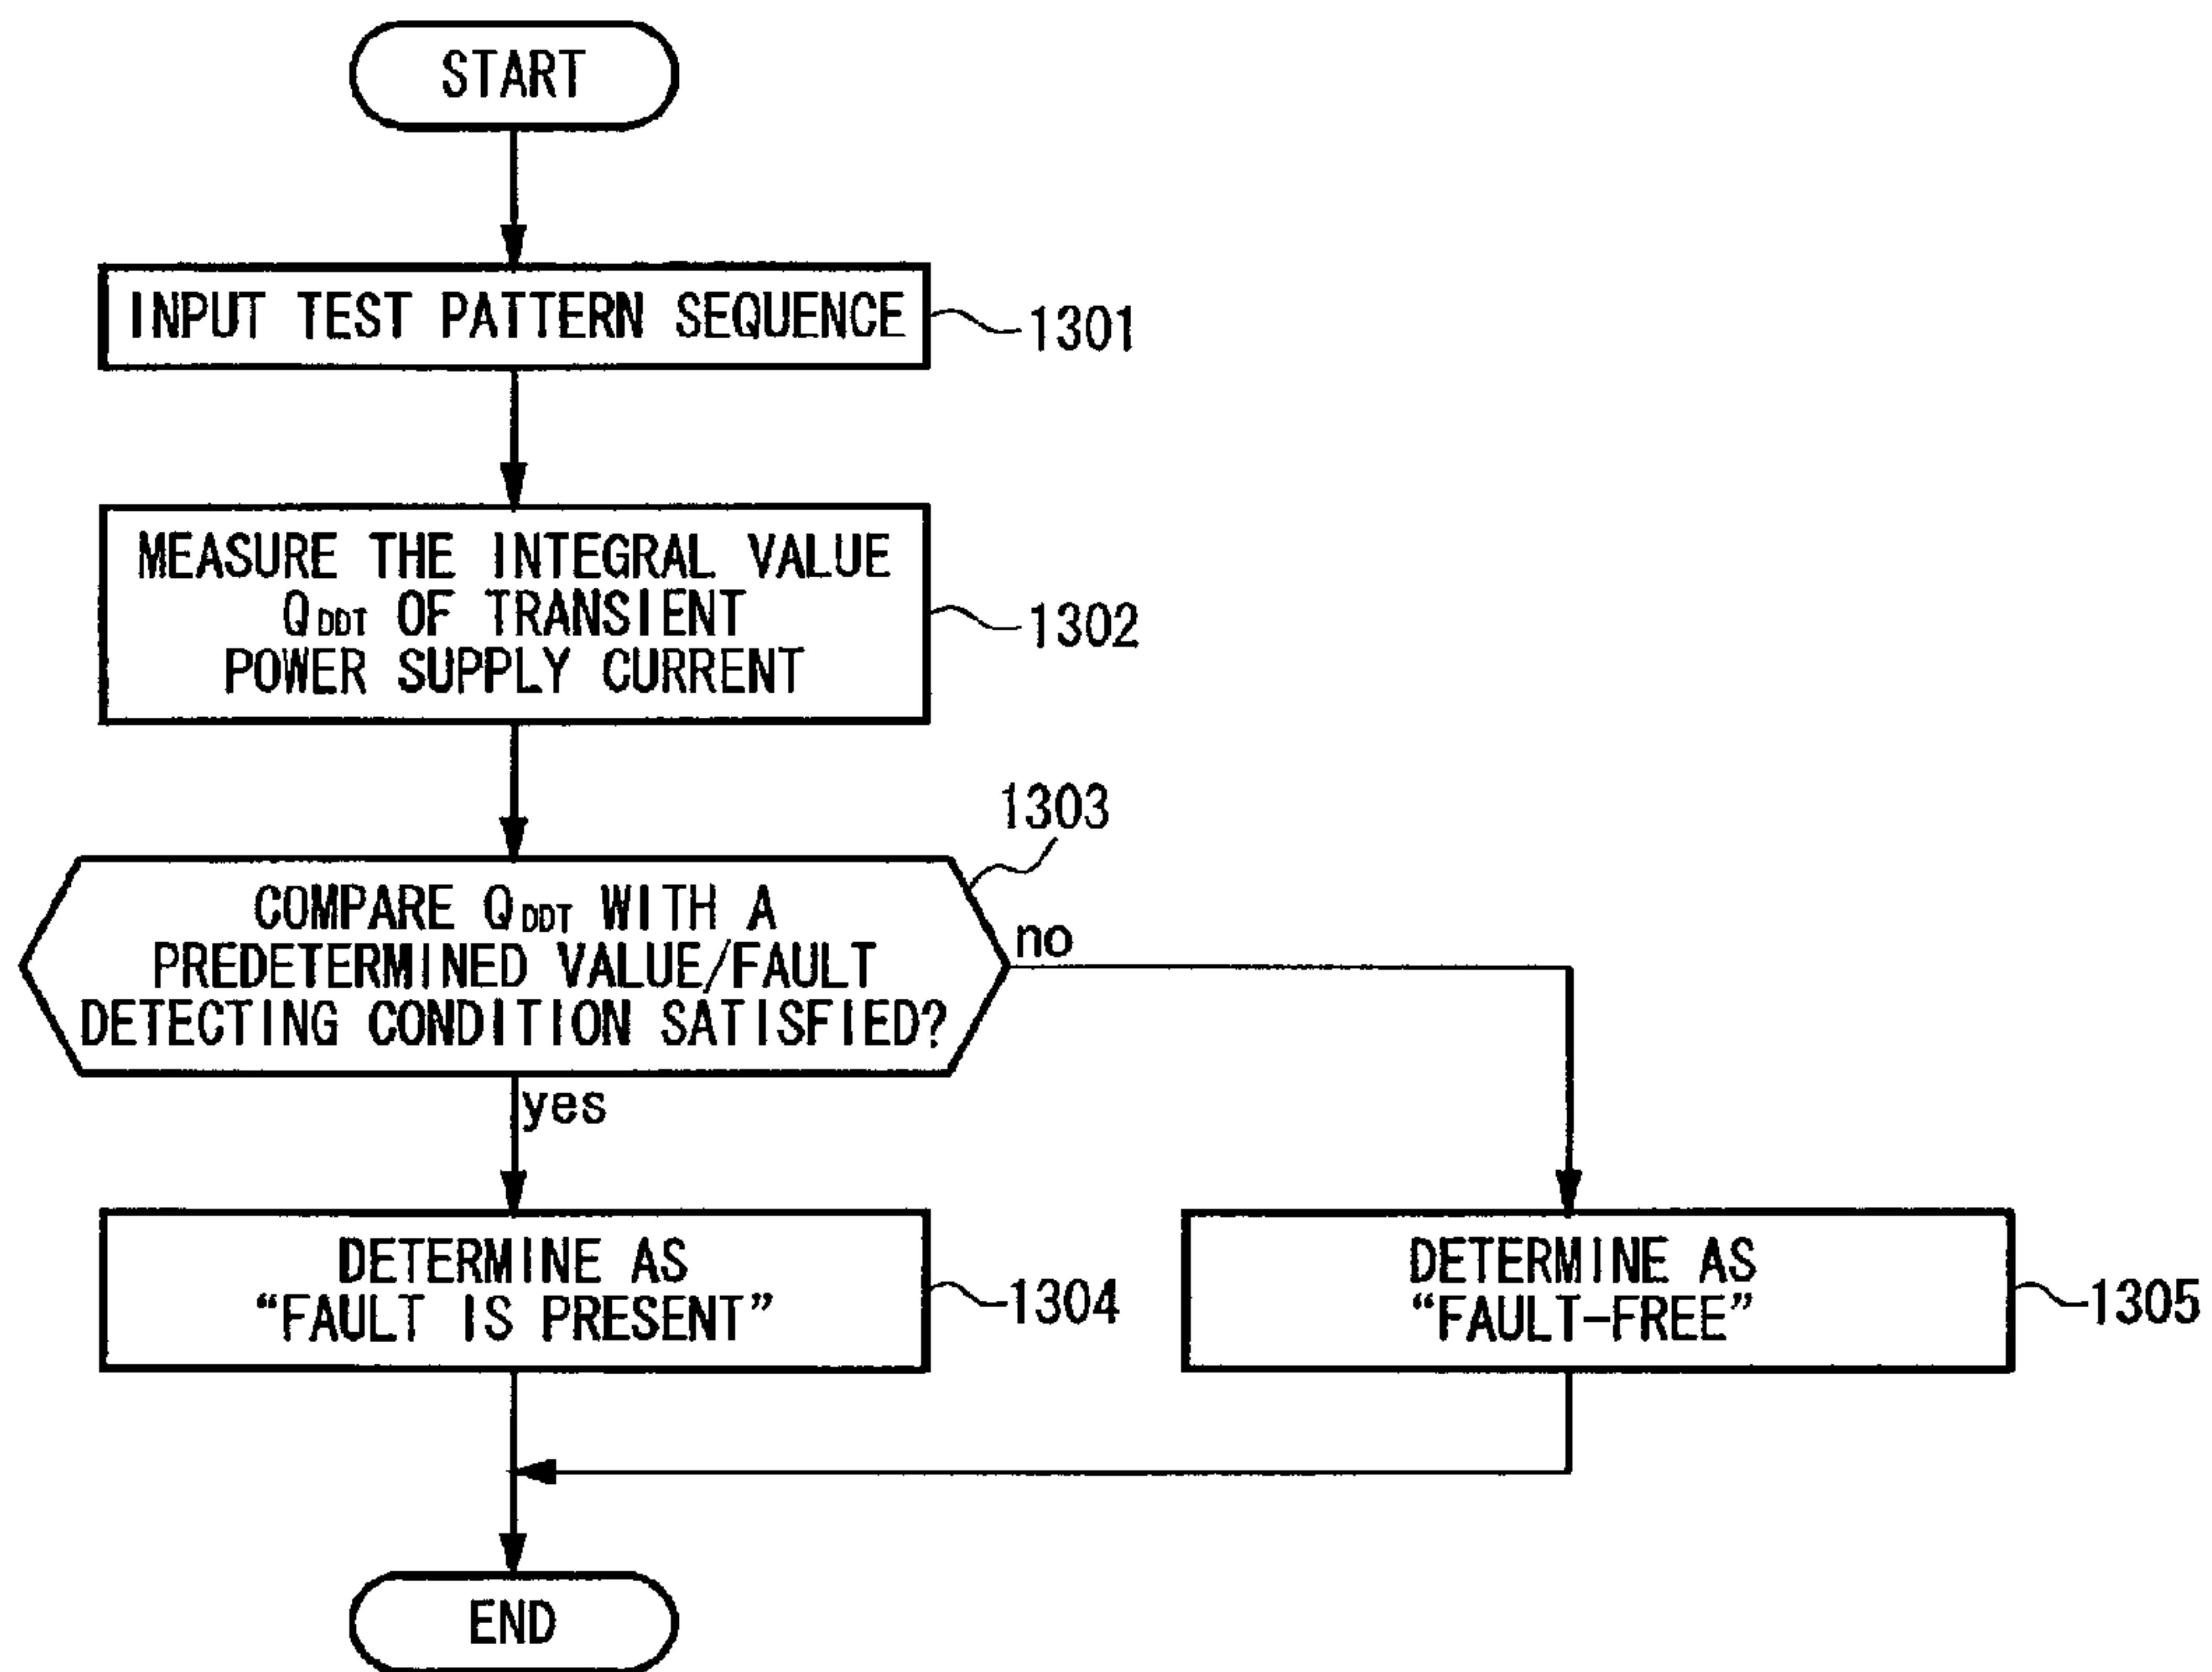 START
INPUT TEST PATTERN SEQUENCE
1301
MEASURE THE INTEGRAL VALUE
QDDT OF TRANSIENT
POWER SUPPLY CURRENT
1302
1303
COMPARE QDDT WITH A
PREDETERMINED VALUE/FAULT
DETECTING CONDITION SATISFIED?
no
yes
DETERMINE AS
“FAULT IS PRESENT”
1304
DETERMINE AS
“FAULT-FREE”
1305
END